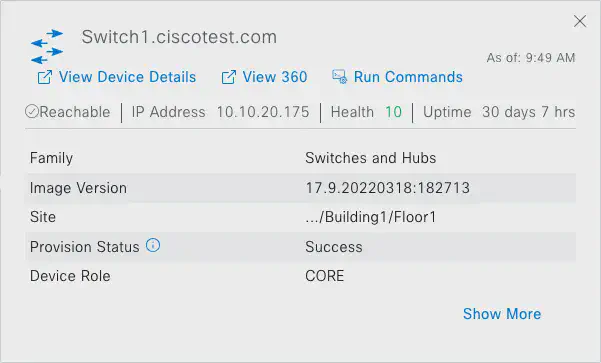 Switch1.ciscotest.com
As of: 9:49 AM
View Device Details View 360 Run Commands
Reachable IP Address 10.10.20.175 Health 10 Uptime 30 days 7 hrs
Family Switches and Hubs
Image Version 17.9.20220318:182713
Site .../Building1/Floor1
Provision Status Success
Device Role CORE
Show More